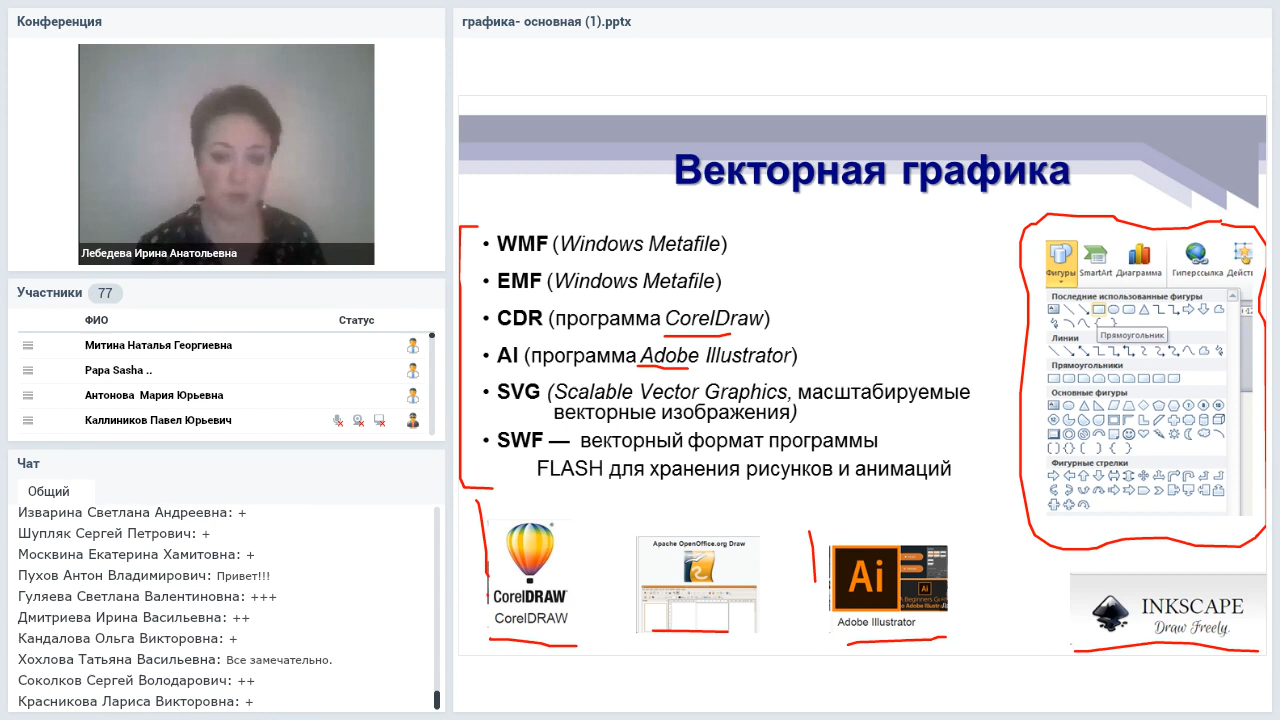 Конференция
Лебедева Ирина Анатольевна
Участники 77
ФИО Статус
Митина Наталья Георгиевна
Papa Sasha ..
Антонова Мария Юрьевна
Каллиников Павел Юрьевич
Чат
Общий
Изварина Светлана Андреевна: +
Шупляк Сергей Петрович: +
Москвина Екатерина Хамитовна: +
Пухов Антон Владимирович: Привет!!!
Гуляева Светлана Валентиновна: +++
Дмитриева Ирина Васильевна: ++
Кандалова Ольга Викторовна: +
Хохлова Татьяна Васильевна: Все замечательно.
Соколков Сергей Володарович: ++
Красникова Лариса Викторовна: +
графика- основная (1).pptx
Векторная графика
• WMF (Windows Metafile)
• EMF (Windows Metafile)
• CDR (программа CorelDraw)
• AI (программа Adobe Illustrator)
• SVG (Scalable Vector Graphics, масштабируемые
векторные изображения)
• SWF — векторный формат программы
FLASH для хранения рисунков и анимаций
Фигуры SmartArt Диаграмма Гиперссылка Дейст
Последние использованные фигуры
Прямоугольник
Линии
Прямоугольники
Основные фигуры
Фигурные стрелки
CorelDRAW
CorelDRAW
Apache OpenOffice.org Draw
Ai
Adobe Illustrator
INKSCAPE
Draw Freely.